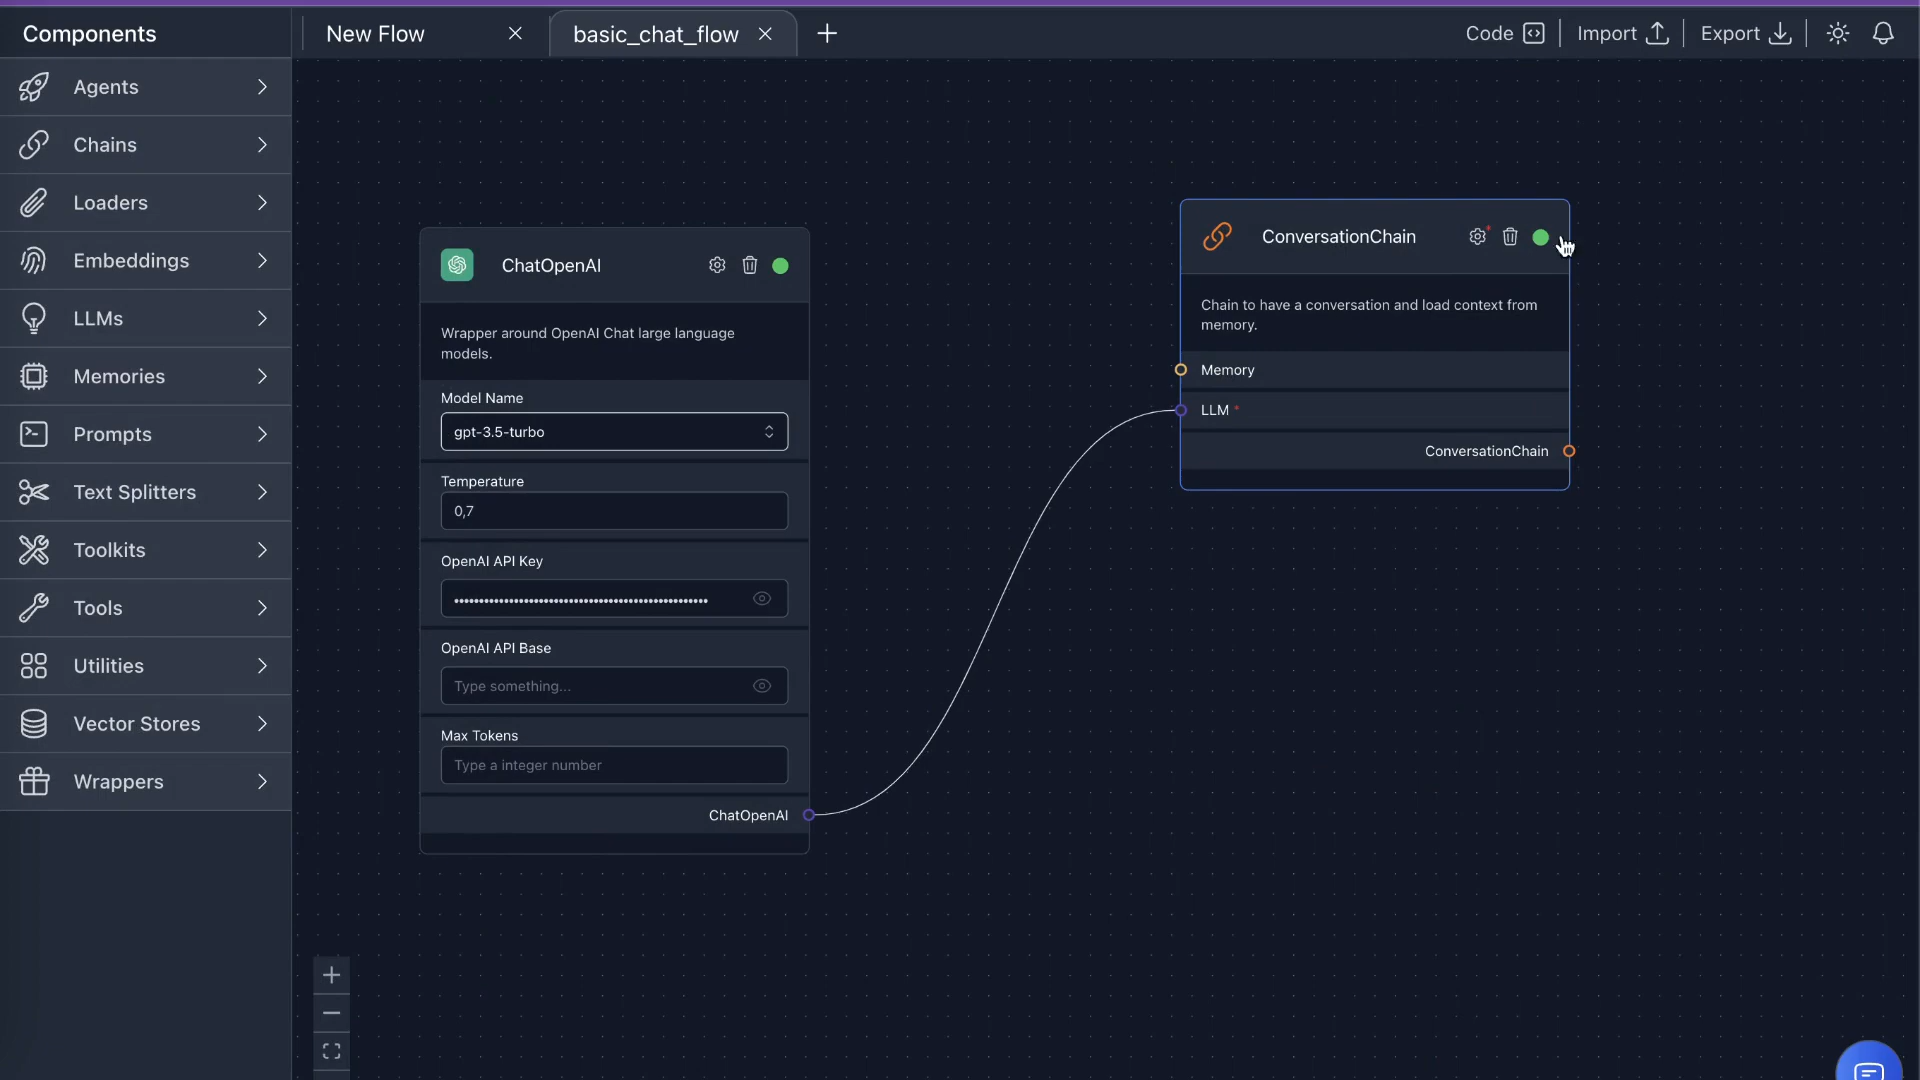 Components
New Flow
basic_chat_flow
Code
Import
Export
Agents
Chains
Loaders
Embeddings
LLMs
Memories
Prompts
Text Splitters
Toolkits
Tools
Utilities
Vector Stores
Wrappers
ChatOpenAI
Wrapper around OpenAI Chat large language
models.
Model Name
gpt-3.5-turbo
Temperature
0,7
OpenAI API Key
••••••••••••••••••••••••••••••••••••••••••••••••••
OpenAI API Base
Type something...
Max Tokens
Type a integer number
ChatOpenAI
ConversationChain
Chain to have a conversation and load context from
memory.
Memory
LLM *
ConversationChain